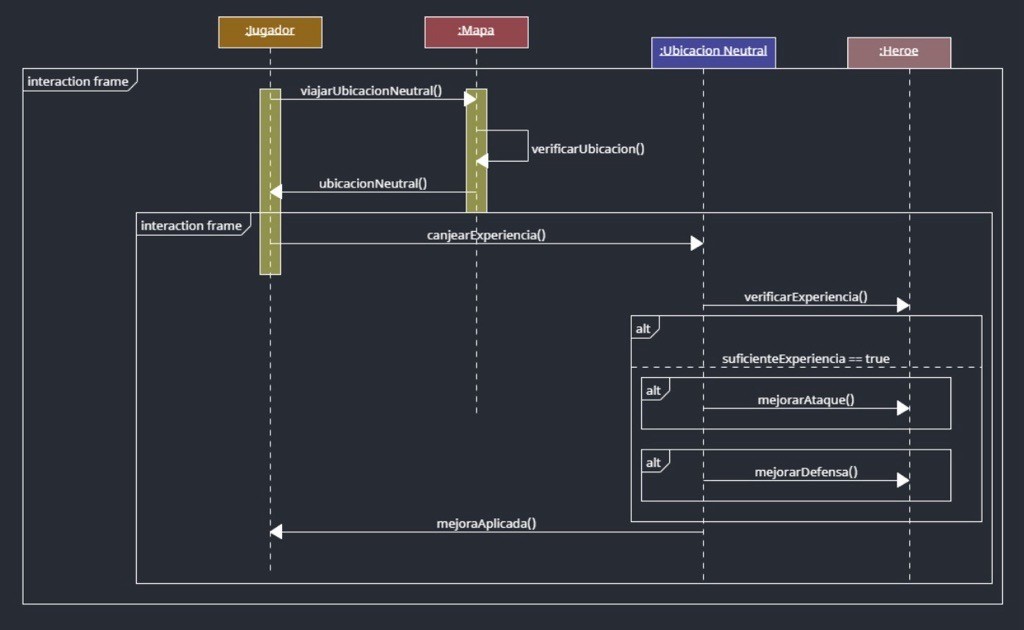 :Jugador
:Mapa
:Ubicacion Neutral
:Heroe
interaction frame
viajarUbicacionNeutral()
verificarUbicacion()
ubicacionNeutral()
interaction frame
canjearExperiencia()
verificarExperiencia()
alt
suficienteExperiencia == true
alt
mejorarAtaque()
alt
mejorarDefensa()
mejoraAplicada()